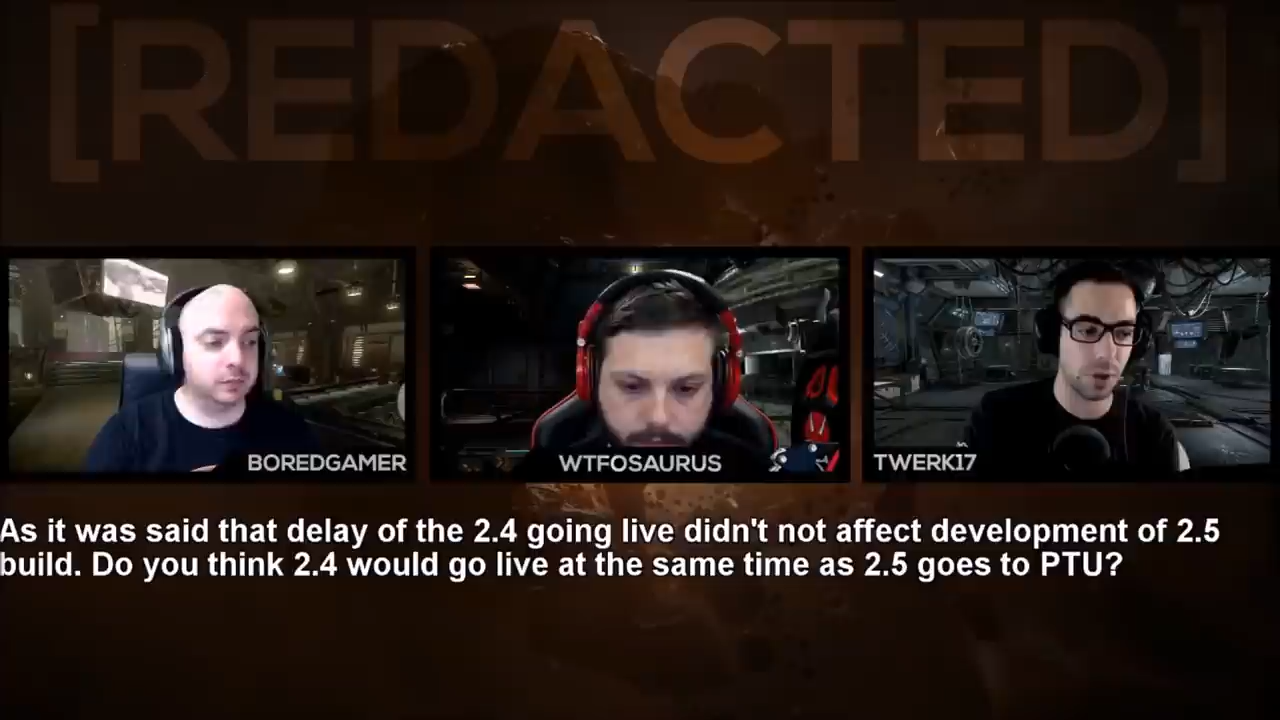 [REDACTED]
BOREDGAMER
WTFOSAURUS
TWERK17
As it was said that delay of the 2.4 going live didn't not affect development of 2.5
build. Do you think 2.4 would go live at the same time as 2.5 goes to PTU?